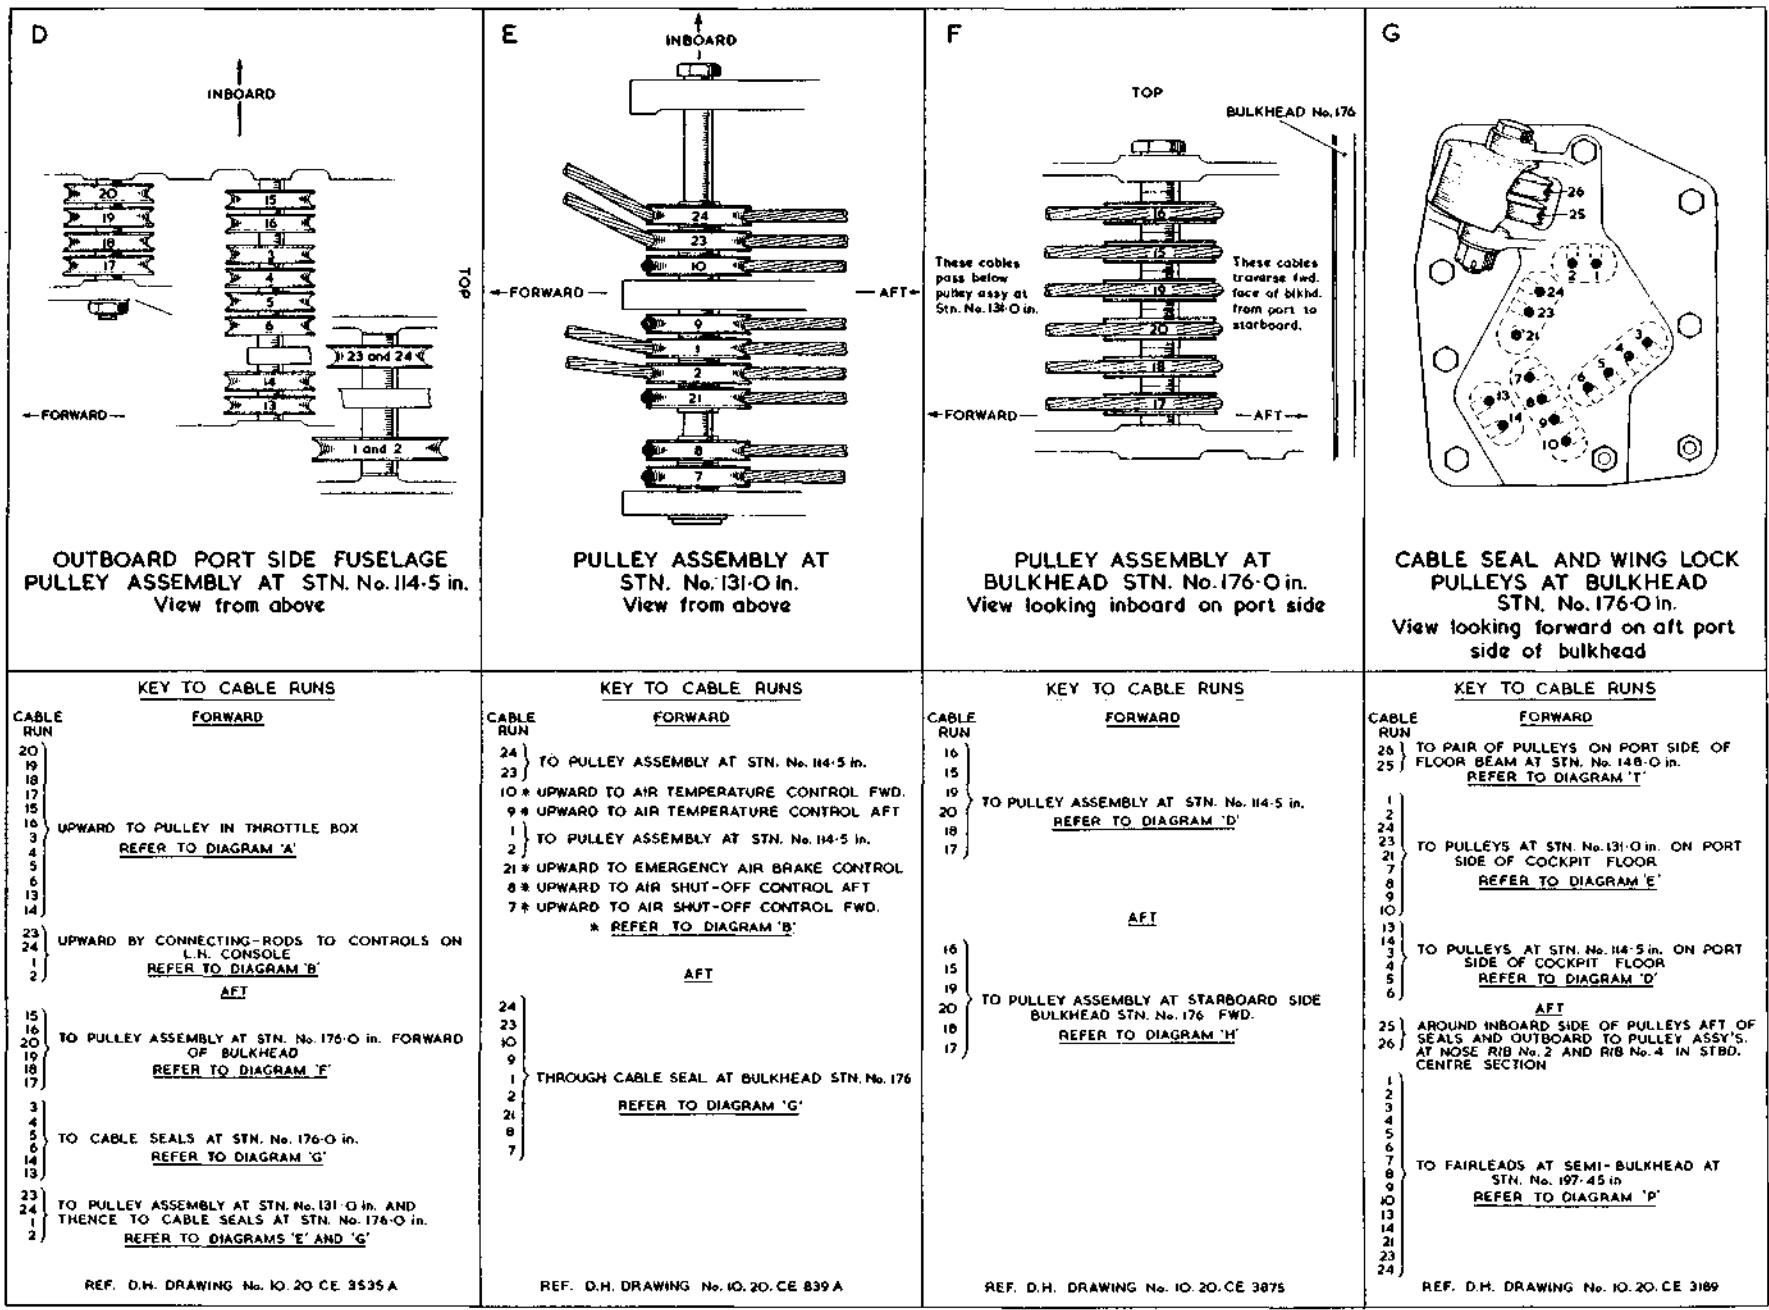 D
INBOARD
20
19
18
17
15
16
3
4
5
6
14
13
23 and 24
1 and 2
TOP
←FORWARD—
OUTBOARD PORT SIDE FUSELAGE
PULLEY ASSEMBLY AT STN. No. 114·5 in.
View from above
KEY TO CABLE RUNS
CABLE
RUN
FORWARD
20
19
18
17
15
16
3
4
5
6
13
14
UPWARD TO PULLEY IN THROTTLE BOX
REFER TO DIAGRAM 'A'
23
24
1
2
UPWARD BY CONNECTING-RODS TO CONTROLS ON
L.H. CONSOLE
REFER TO DIAGRAM 'B'
AFT
15
16
20
19
18
17
TO PULLEY ASSEMBLY AT STN. No. 176·0 in. FORWARD
OF BULKHEAD
REFER TO DIAGRAM 'F'
3
4
5
6
14
13
TO CABLE SEALS AT STN. No. 176·0 in.
REFER TO DIAGRAM 'G'
23
24
1
2
TO PULLEY ASSEMBLY AT STN. No. 131·0 in. AND
THENCE TO CABLE SEALS AT STN. No. 176·0 in.
REFER TO DIAGRAMS 'E' AND 'G'
REF. D.H. DRAWING No. 10. 20 CE 3535 A
E
INBOARD
24
23
10
9
1
2
21
8
7
←FORWARD—
—AFT→
PULLEY ASSEMBLY AT
STN. No. 131·0 in.
View from above
KEY TO CABLE RUNS
CABLE
RUN
FORWARD
24
23
TO PULLEY ASSEMBLY AT STN. No. 114·5 in.
10 * UPWARD TO AIR TEMPERATURE CONTROL FWD.
9 * UPWARD TO AIR TEMPERATURE CONTROL AFT
1
2
TO PULLEY ASSEMBLY AT STN. No. 114·5 in.
21 * UPWARD TO EMERGENCY AIR BRAKE CONTROL
8 * UPWARD TO AIR SHUT-OFF CONTROL AFT
7 * UPWARD TO AIR SHUT-OFF CONTROL FWD.
* REFER TO DIAGRAM 'B'
AFT
24
23
10
9
1
2
21
8
7
THROUGH CABLE SEAL AT BULKHEAD STN. No. 176
REFER TO DIAGRAM 'G'
REF. D.H. DRAWING No. 10. 20. CE 839 A
F
TOP
BULKHEAD No. 176
16
15
19
20
18
17
These cables
pass below
pulley assy at
Stn. No. 131·0 in.
These cables
traverse fwd.
face of blkhd.
from port to
starboard.
←FORWARD—
—AFT→
PULLEY ASSEMBLY AT
BULKHEAD STN. No. 176·0 in.
View looking inboard on port side
KEY TO CABLE RUNS
CABLE
RUN
FORWARD
16
15
19
20
18
17
TO PULLEY ASSEMBLY AT STN. No. 114·5 in.
REFER TO DIAGRAM 'D'
AFT
16
15
19
20
18
17
TO PULLEY ASSEMBLY AT STARBOARD SIDE
BULKHEAD STN. No. 176 FWD.
REFER TO DIAGRAM 'H'
REF. D.H. DRAWING No. 10. 20. CE 3875
G
26
25
2
1
24
23
21
3
4
5
6
7
8
9
10
13
14
CABLE SEAL AND WING LOCK
PULLEYS AT BULKHEAD
STN. No. 176·0 in.
View looking forward on aft port
side of bulkhead
KEY TO CABLE RUNS
CABLE
RUN
FORWARD
26
25
TO PAIR OF PULLEYS ON PORT SIDE OF
FLOOR BEAM AT STN. No. 148·0 in.
REFER TO DIAGRAM 'T'
1
2
24
23
21
7
8
9
10
TO PULLEYS AT STN. No. 131·0 in. ON PORT
SIDE OF COCKPIT FLOOR
REFER TO DIAGRAM 'E'
13
14
3
4
5
6
TO PULLEYS AT STN. No. 114·5 in. ON PORT
SIDE OF COCKPIT FLOOR
REFER TO DIAGRAM 'D'
AFT
25
26
AROUND INBOARD SIDE OF PULLEYS AFT OF
SEALS AND OUTBOARD TO PULLEY ASSY'S.
AT NOSE RIB No. 2 AND RIB No. 4 IN STBD.
CENTRE SECTION
1
2
3
4
5
6
7
8
9
10
13
14
21
23
24
TO FAIRLEADS AT SEMI-BULKHEAD AT
STN. No. 197·45 in
REFER TO DIAGRAM 'P'
REF. D.H. DRAWING No. 10. 20. CE 3189